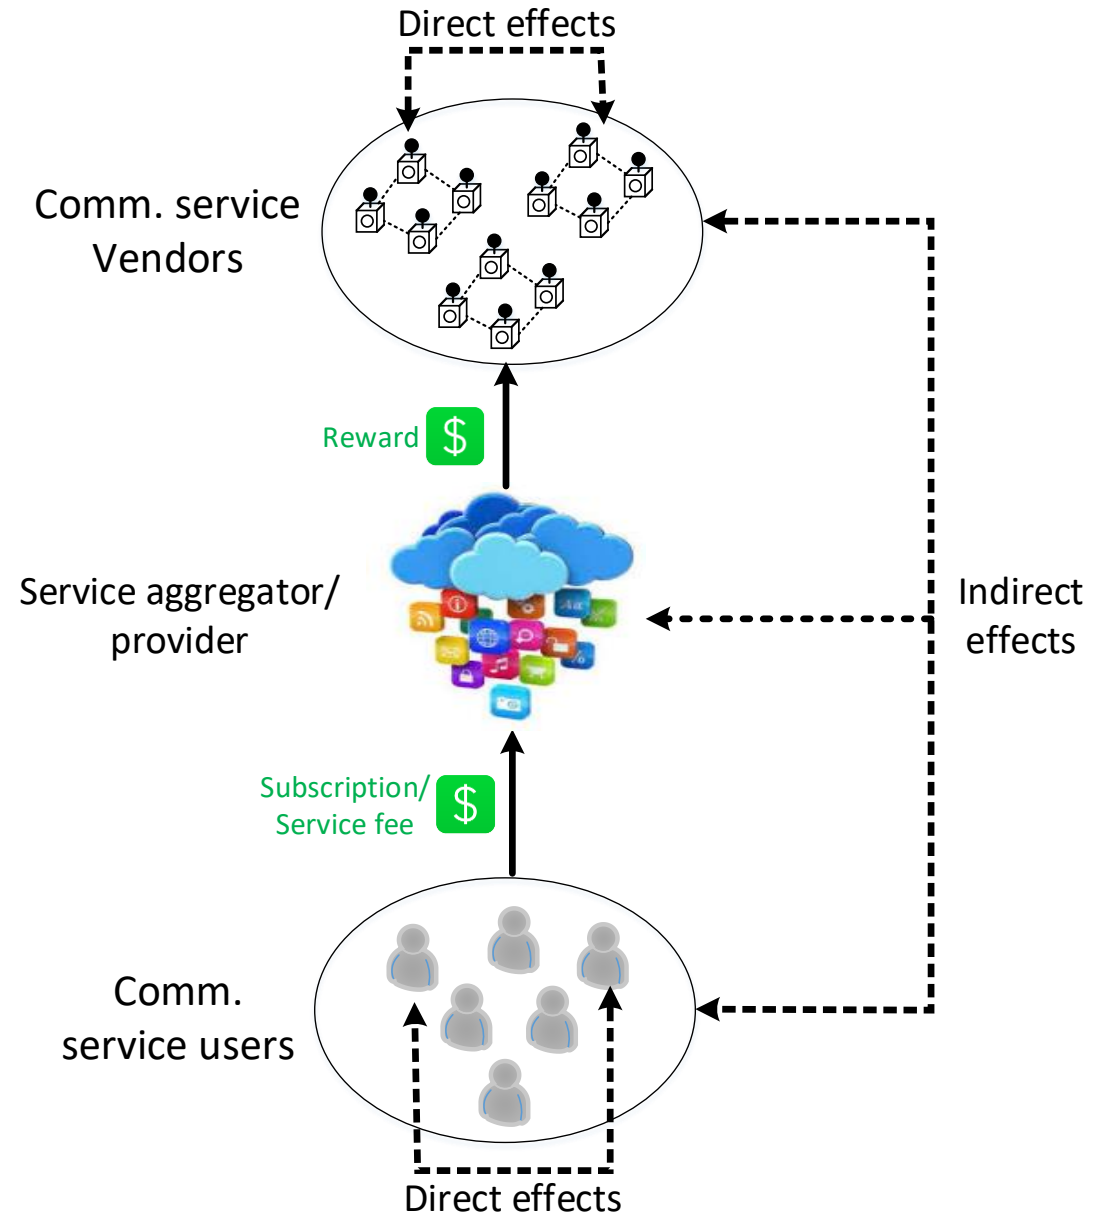 Direct effects
Comm. service
Vendors
Reward $
Service aggregator/
provider
Indirect
effects
Subscription/
Service fee
$
Comm.
service users
Direct effects